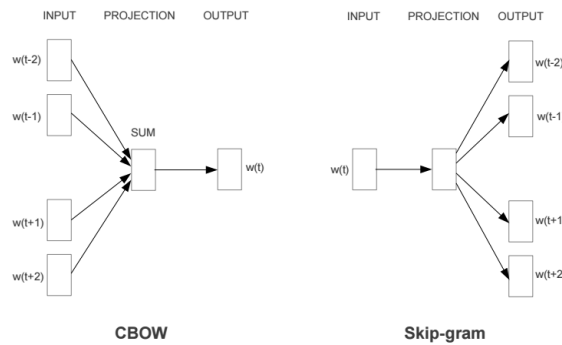 INPUT PROJECTION OUTPUT
w(t-2)
w(t-1)
SUM
w(t)
w(t+1)
w(t+2)
CBOW
INPUT PROJECTION OUTPUT
w(t-2)
w(t-1
w(t)
w(t+1
w(t+2
Skip-gram